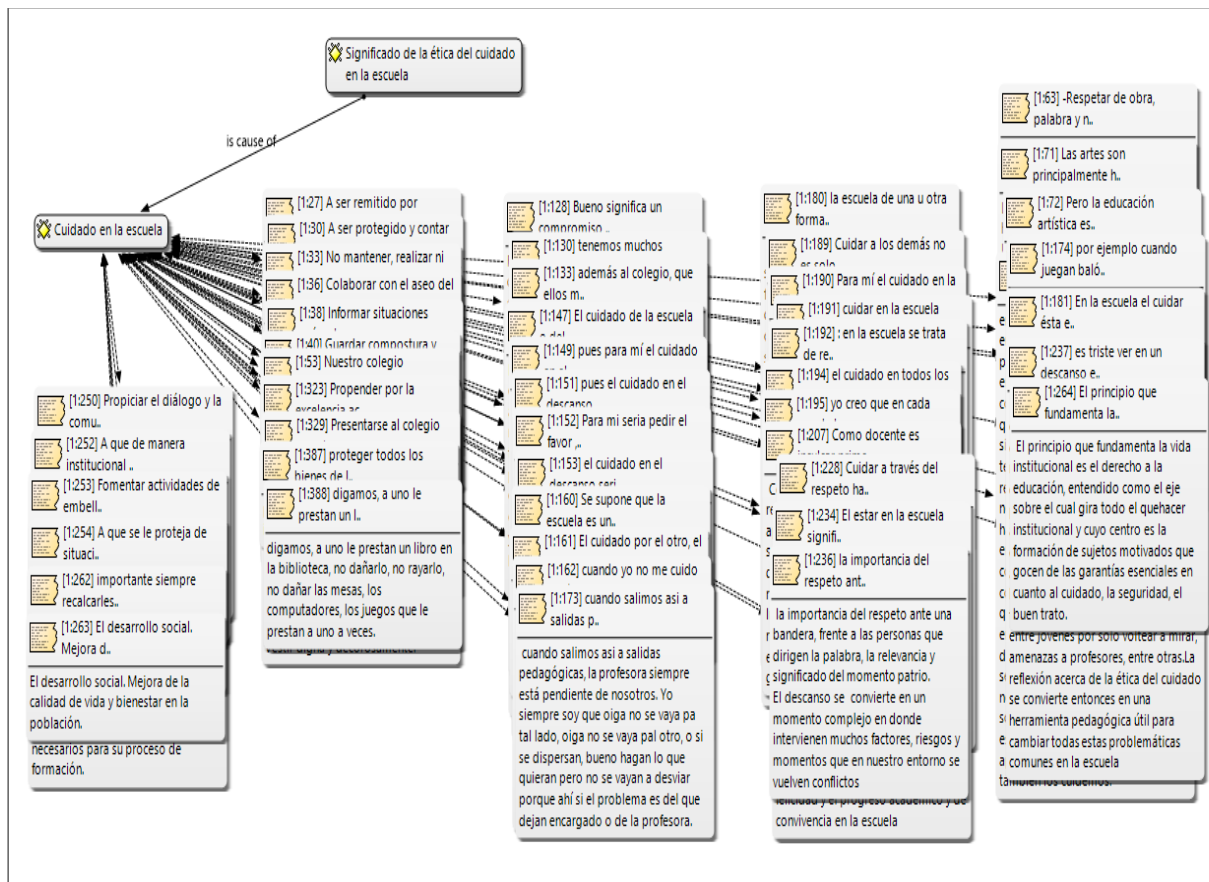 Significado de la ética del cuidado
en la escuela
is cause of
Cuidado en la escuela
[1:250] Propiciar el diálogo y la
comu..
[1:252] A que de manera
institucional ..
[1:253] Fomentar actividades de
embell..
[1:254] A que se le proteja de
situaci..
[1:262] importante siempre
recalcarles..
[1:263] El desarrollo social.
Mejora d..
El desarrollo social. Mejora de la
calidad de vida y bienestar en la
población.
necesarios para su proceso de
formación.
[1:27] A ser remitido por
[1:30] A ser protegido y contar
[1:33] No mantener, realizar ni
[1:36] Colaborar con el aseo del
[1:38] Informar situaciones
[1:40] Guardar compostura y
[1:53] Nuestro colegio
[1:323] Propender por la
excelencia ac..
[1:329] Presentarse al colegio
[1:387] proteger todos los
bienes de l..
[1:388] digamos, a uno le
prestan un l..
digamos, a uno le prestan un libro en
la biblioteca, no dañarlo, no rayarlo,
no dañar las mesas, los
computadores, los juegos que le
prestan a uno a veces.
[1:128] Bueno significa un
compromiso ..
[1:130] tenemos muchos
[1:133] además al colegio, que
ellos m..
[1:147] El cuidado de la escuela
[1:149] pues para mí el cuidado
[1:151] pues el cuidado en el
descanso
[1:152] Para mi seria pedir el
favor ,..
[1:153] el cuidado en el
descanso seri
[1:160] Se supone que la
escuela es un..
[1:161] El cuidado por el otro, el
[1:162] cuando yo no me cuido
[1:173] cuando salimos asi a
salidas p..
cuando salimos asi a salidas
pedagógicas, la profesora siempre
está pendiente de nosotros. Yo
siempre soy que oiga no se vaya pa
tal lado, oiga no se vaya pal otro, o si
se dispersan, bueno hagan lo que
quieran pero no se vayan a desviar
porque ahí si el problema es del que
dejan encargado o de la profesora.
[1:180] la escuela de una u otra
forma..
[1:189] Cuidar a los demás no
es solo
[1:190] Para mí el cuidado en la
[1:191] cuidar en la escuela
[1:192] : en la escuela se trata
de re..
[1:194] el cuidado en todos los
[1:195] yo creo que en cada
[1:207] Como docente es
[1:228] Cuidar a través del
respeto ha..
[1:234] El estar en la escuela
signifi..
[1:236] la importancia del
respeto ant..
la importancia del respeto ante una
bandera, frente a las personas que
dirigen la palabra, la relevancia y
significado del momento patrio.
El descanso se convierte en un
momento complejo en donde
intervienen muchos factores, riesgos y
momentos que en nuestro entorno se
vuelven conflictos
felicidad y el progreso académico y de
convivencia en la escuela
[1:63] -Respetar de obra,
palabra y n..
[1:71] Las artes son
principalmente h..
[1:72] Pero la educación
artística es..
[1:174] por ejemplo cuando
juegan baló..
[1:181] En la escuela el cuidar
ésta e..
[1:237] es triste ver en un
descanso e..
[1:264] El principio que
fundamenta la..
El principio que fundamenta la vida
institucional es el derecho a la
educación, entendido como el eje
sobre el cual gira todo el quehacer
institucional y cuyo centro es la
formación de sujetos motivados que
gocen de las garantías esenciales en
cuanto al cuidado, la seguridad, el
buen trato.
entre jóvenes por solo voltear a mirar,
amenazas a profesores, entre otras.La
reflexión acerca de la ética del cuidado
se convierte entonces en una
herramienta pedagógica útil para
cambiar todas estas problemáticas
comunes en la escuela
también los cuidemos.